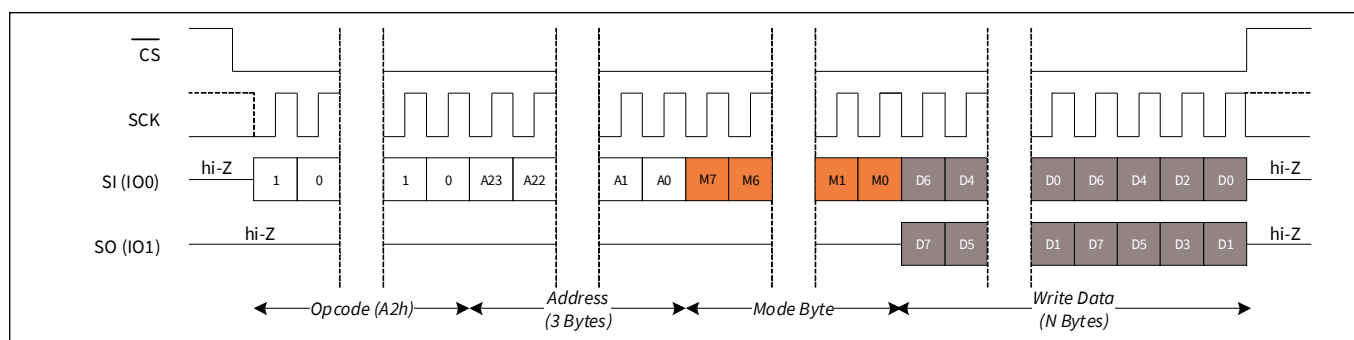 CS
SCK
SI (IO0) hi-Z 1 0 1 0 A23 A22 A1 A0 M7 M6 M1 M0 D6 D4 D0 D6 D4 D2 D0 hi-Z
SO (IO1) hi-Z D7 D5 D1 D7 D5 D3 D1 hi-Z
Opcode (A2h) Address Mode Byte Write Data
(3 Bytes) (N Bytes)